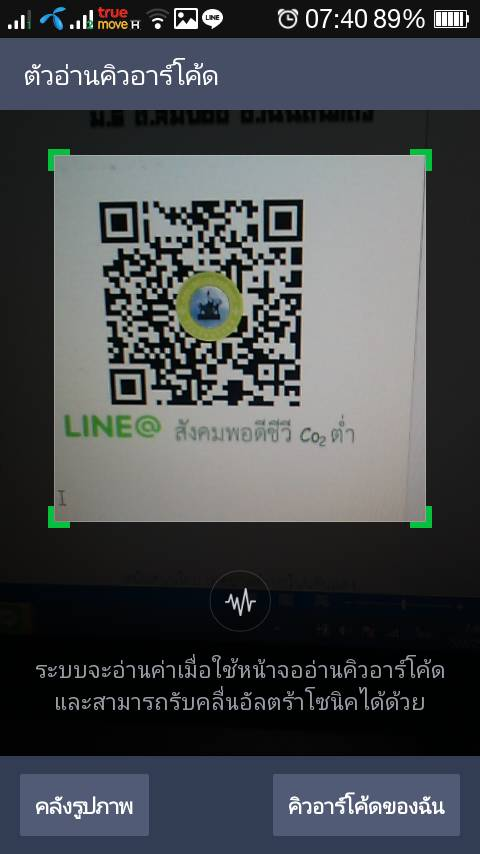 true
move H
LINE
07:40 89%
ตัวอ่านคิวอาร์โค้ด
LINE@ สังคมพอดีชีวี Co₂ ต่ำ
ระบบจะอ่านค่าเมื่อใช้หน้าจออ่านคิวอาร์โค้ด
และสามารถรับคลื่นอัลตร้าโซนิคได้ด้วย
คลังรูปภาพ
คิวอาร์โค้ดของฉัน